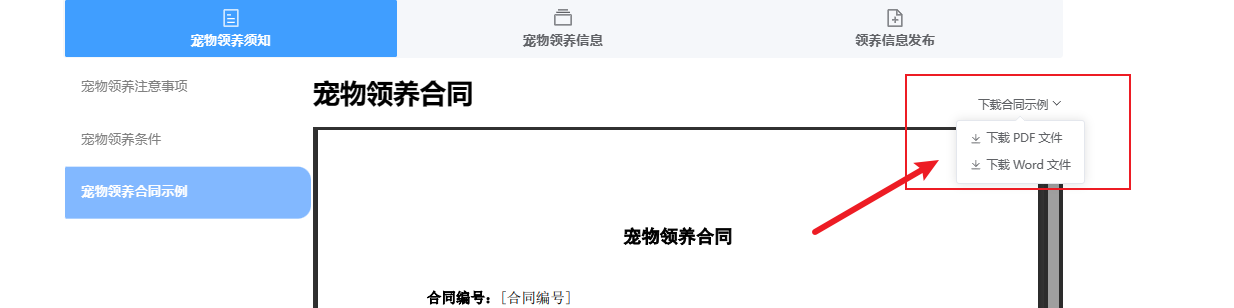 宠物领养须知
宠物领养信息
领养信息发布
宠物领养注意事项
宠物领养条件
宠物领养合同示例
宠物领养合同
下载合同示例
下载 PDF 文件
下载 Word 文件
宠物领养合同
合同编号：[合同编号]